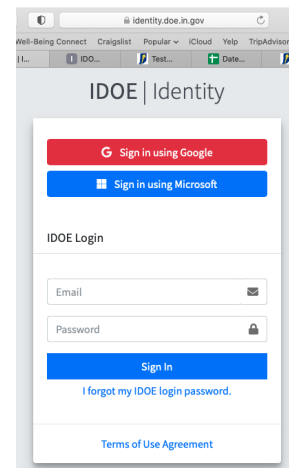 identity.doe.in.gov
Well-Being Connect Craigslist Popular iCloud Yelp TripAdvisor
I... IDO... Test... Date...
IDOE | Identity
G Sign in using Google
Sign in using Microsoft
IDOE Login
Email
Password
Sign In
I forgot my IDOE login password.
Terms of Use Agreement